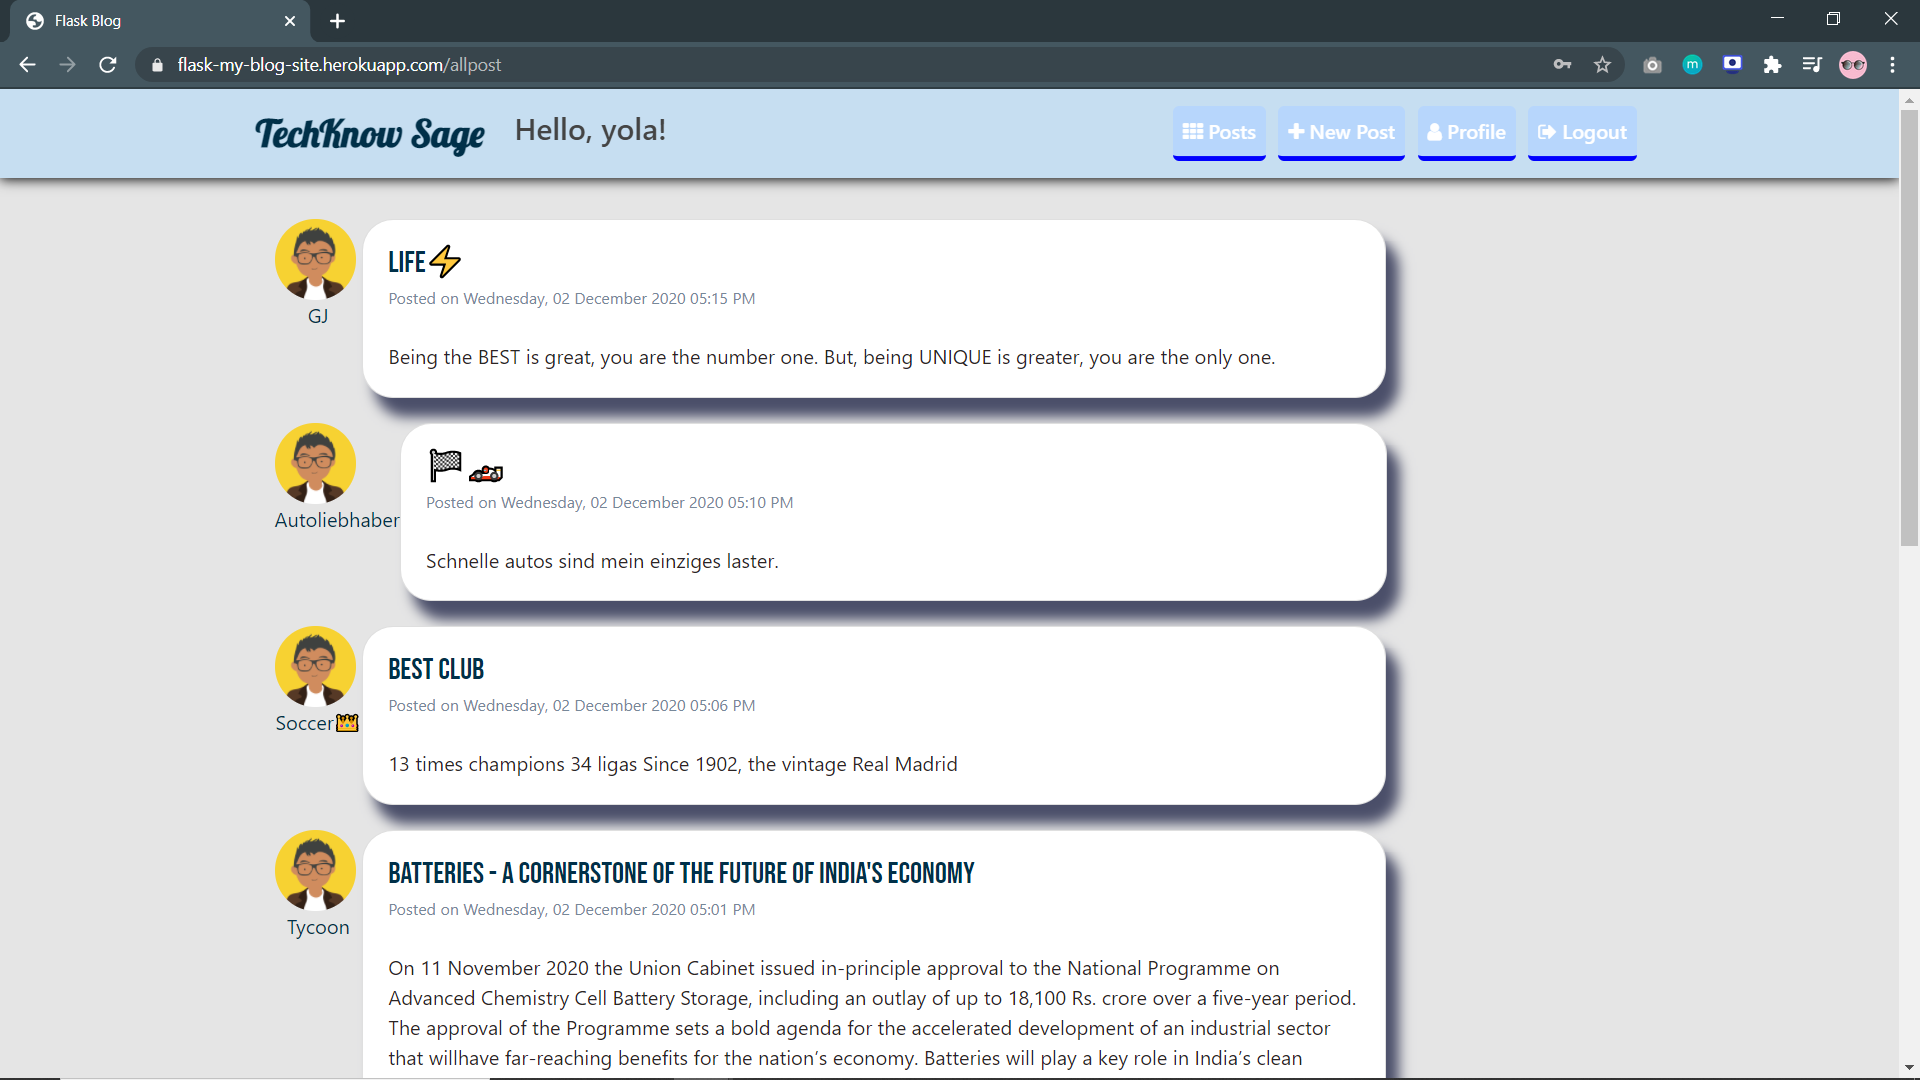 Flask Blog
flask-my-blog-site.herokuapp.com/allpost
m
TechKnow Sage Hello, yola! Posts New Post Profile Logout
LIFE⚡
Posted on Wednesday, 02 December 2020 05:15 PM
GJ
Being the BEST is great, you are the number one. But, being UNIQUE is greater, you are the only one.
🏁🏎
Posted on Wednesday, 02 December 2020 05:10 PM
Autoliebhaber
Schnelle autos sind mein einziges laster.
BEST CLUB
Posted on Wednesday, 02 December 2020 05:06 PM
Soccer👑
13 times champions 34 ligas Since 1902, the vintage Real Madrid
BATTERIES - A CORNERSTONE OF THE FUTURE OF INDIA'S ECONOMY
Posted on Wednesday, 02 December 2020 05:01 PM
Tycoon
On 11 November 2020 the Union Cabinet issued in-principle approval to the National Programme on
Advanced Chemistry Cell Battery Storage, including an outlay of up to 18,100 Rs. crore over a five-year period.
The approval of the Programme sets a bold agenda for the accelerated development of an industrial sector
that willhave far-reaching benefits for the nation’s economy. Batteries will play a key role in India’s clean